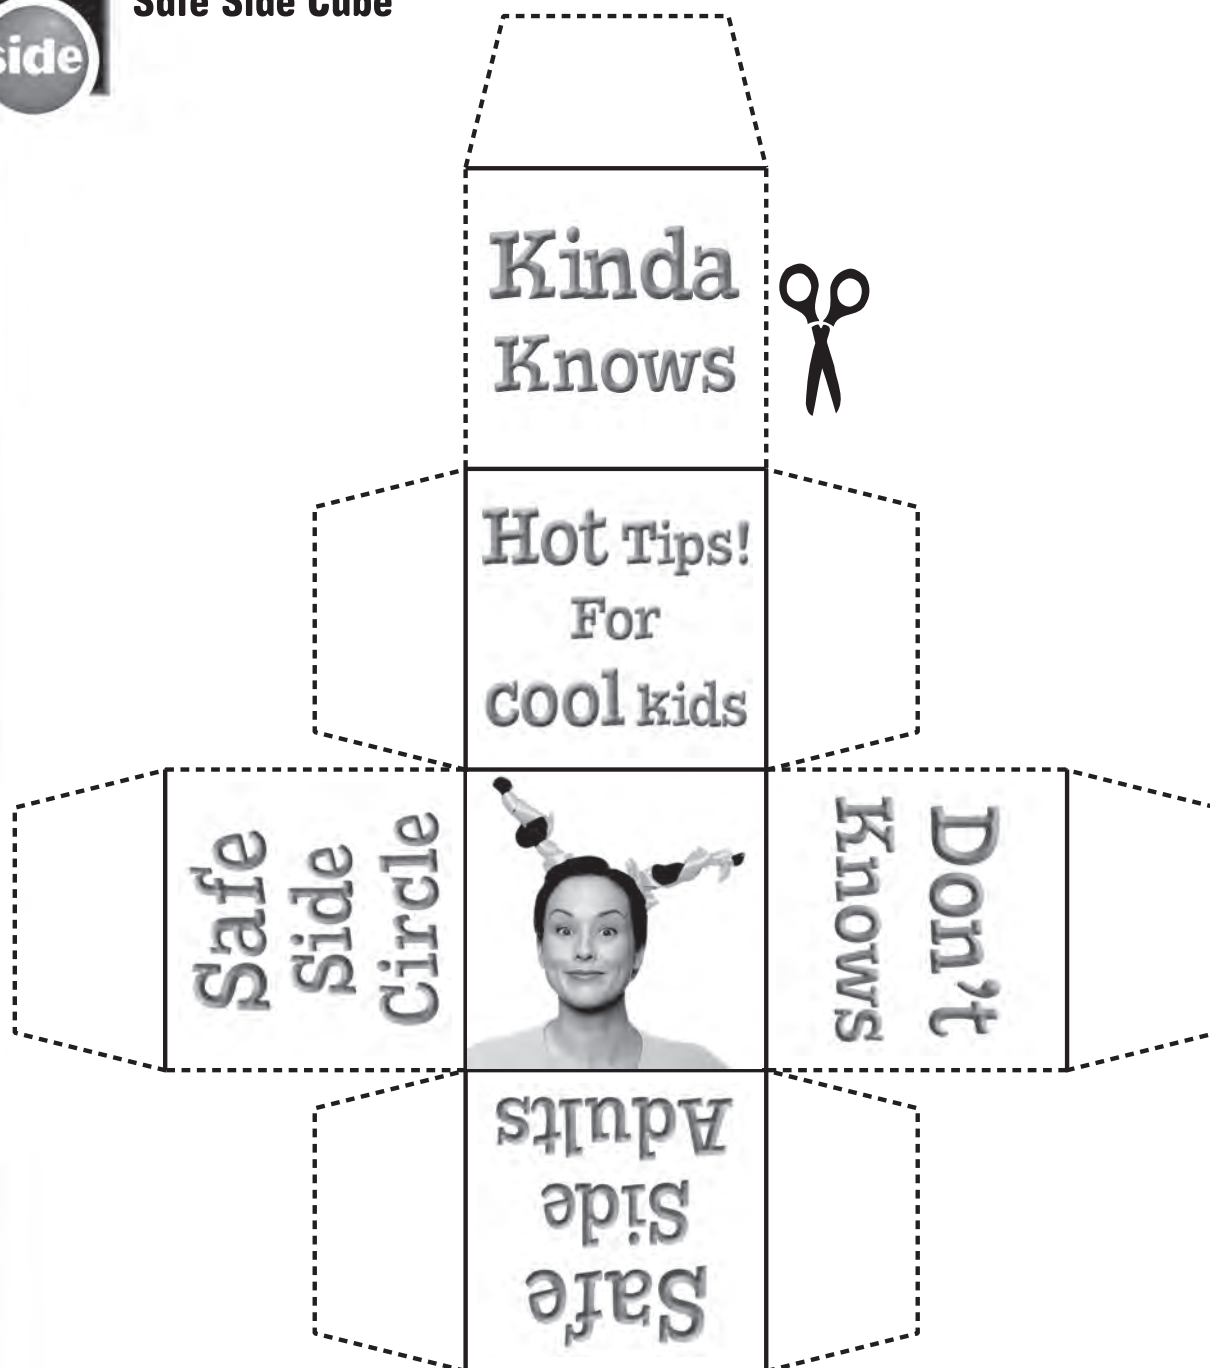 Safe Side Cube
side
Kinda
Knows
Hot Tips!
For
cool kids
Safe
Side
Circle
Don't
Knows
Safe
Side
Adults